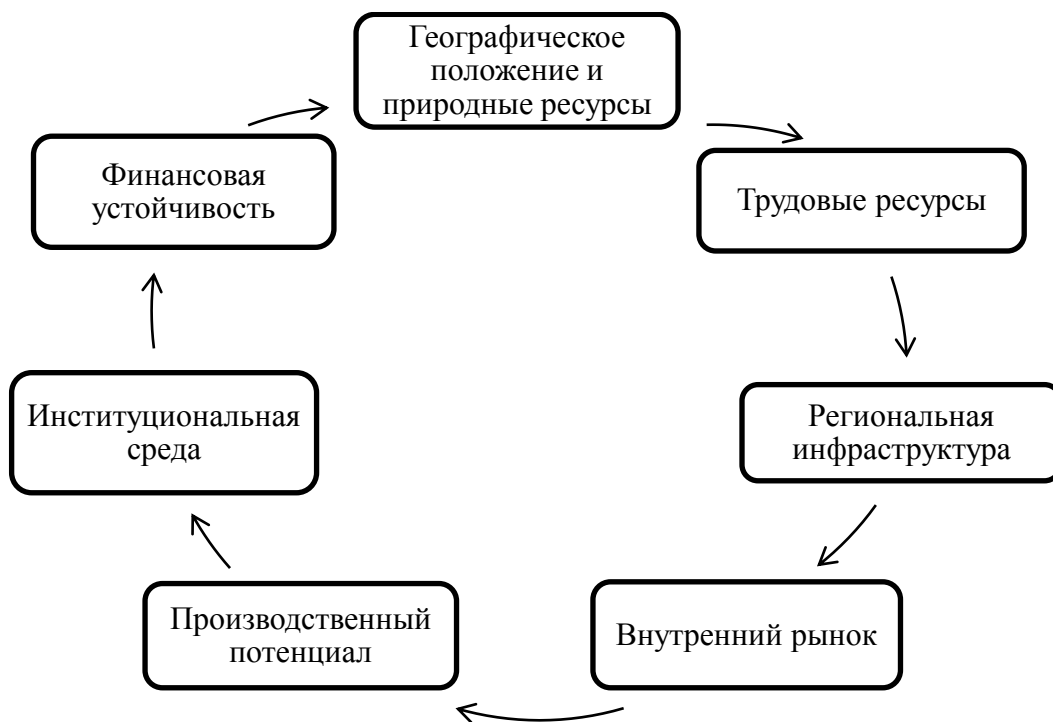 Географическое
положение и
природные ресурсы
Трудовые ресурсы
Региональная
инфраструктура
Внутренний рынок
Производственный
потенциал
Институциональная
среда
Финансовая
устойчивость